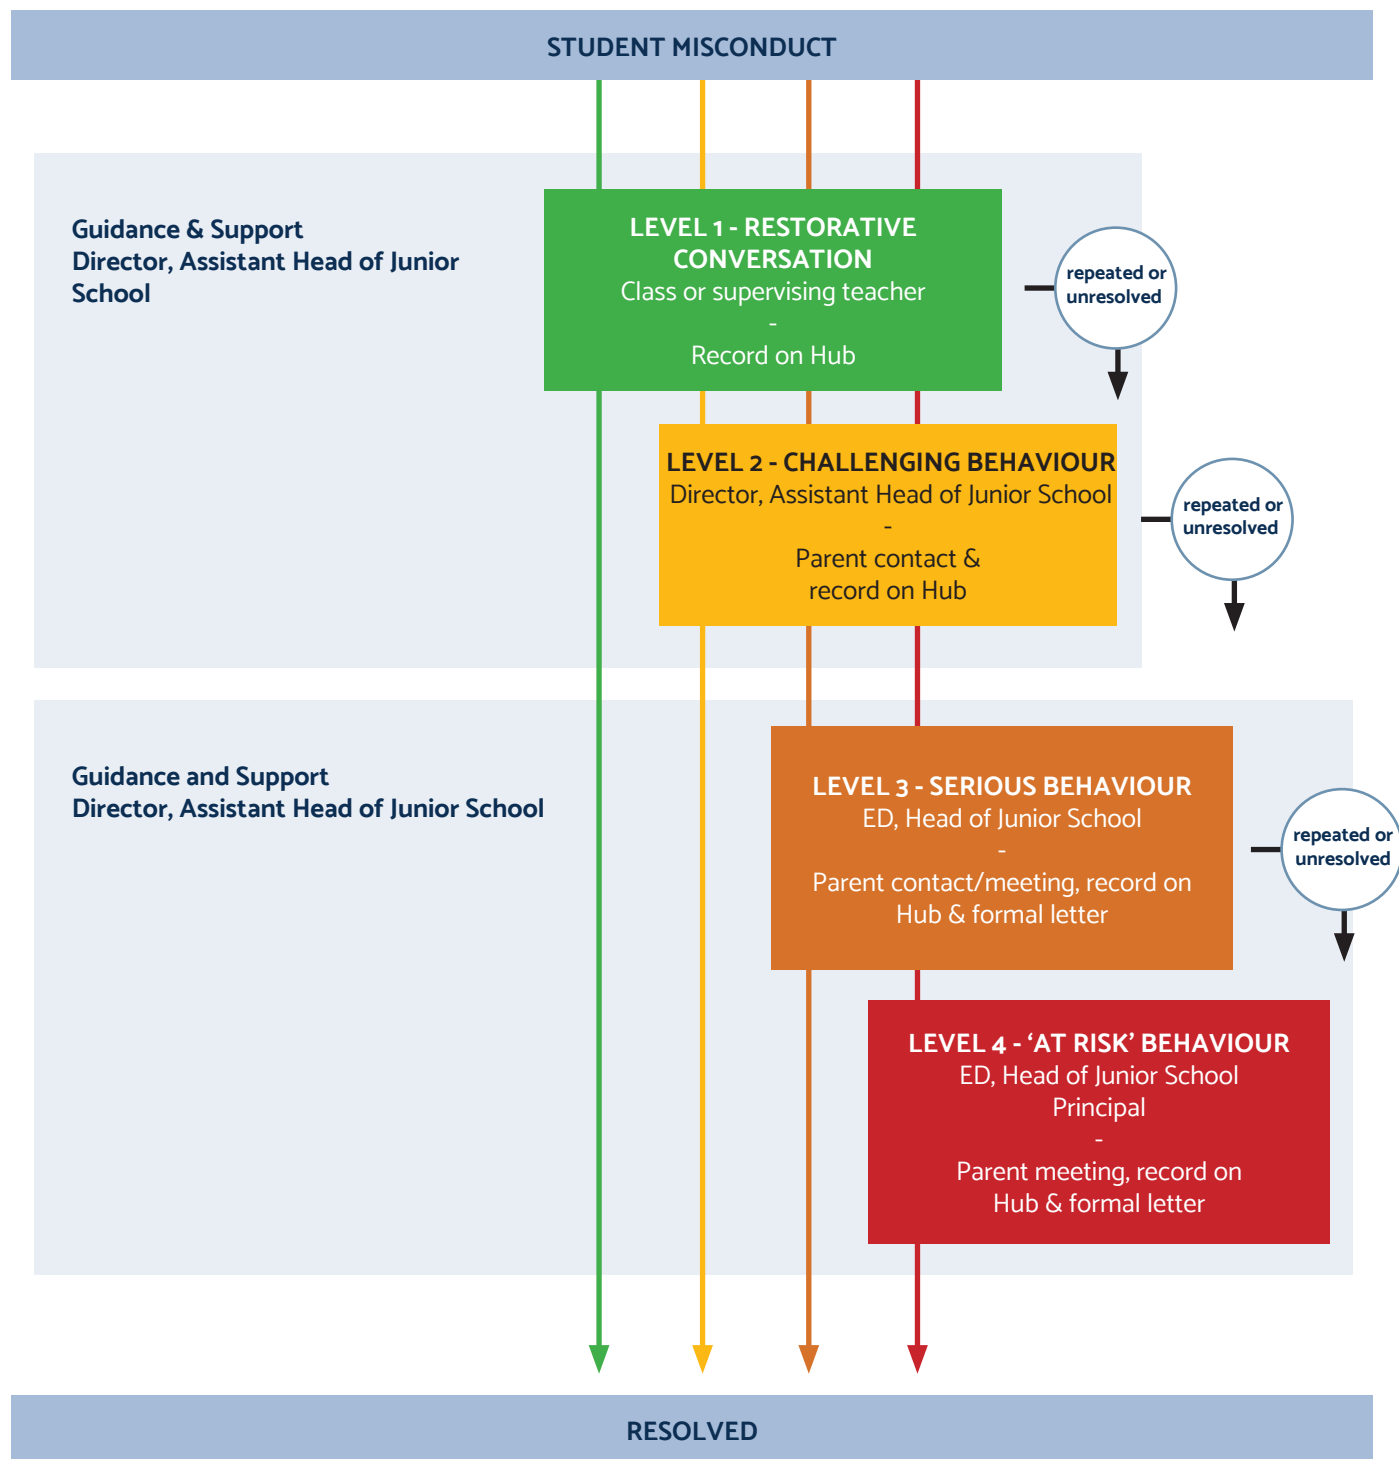 STUDENT MISCONDUCT
Guidance & Support
Director, Assistant Head of Junior
School
LEVEL 1 - RESTORATIVE
CONVERSATION
Class or supervising teacher
-
Record on Hub
repeated or
unresolved
LEVEL 2 - CHALLENGING BEHAVIOUR
Director, Assistant Head of Junior School
-
Parent contact &
record on Hub
repeated or
unresolved
Guidance and Support
Director, Assistant Head of Junior School
LEVEL 3 - SERIOUS BEHAVIOUR
ED, Head of Junior School
-
Parent contact/meeting, record on
Hub & formal letter
repeated or
unresolved
LEVEL 4 - ‘AT RISK’ BEHAVIOUR
ED, Head of Junior School
Principal
-
Parent meeting, record on
Hub & formal letter
RESOLVED